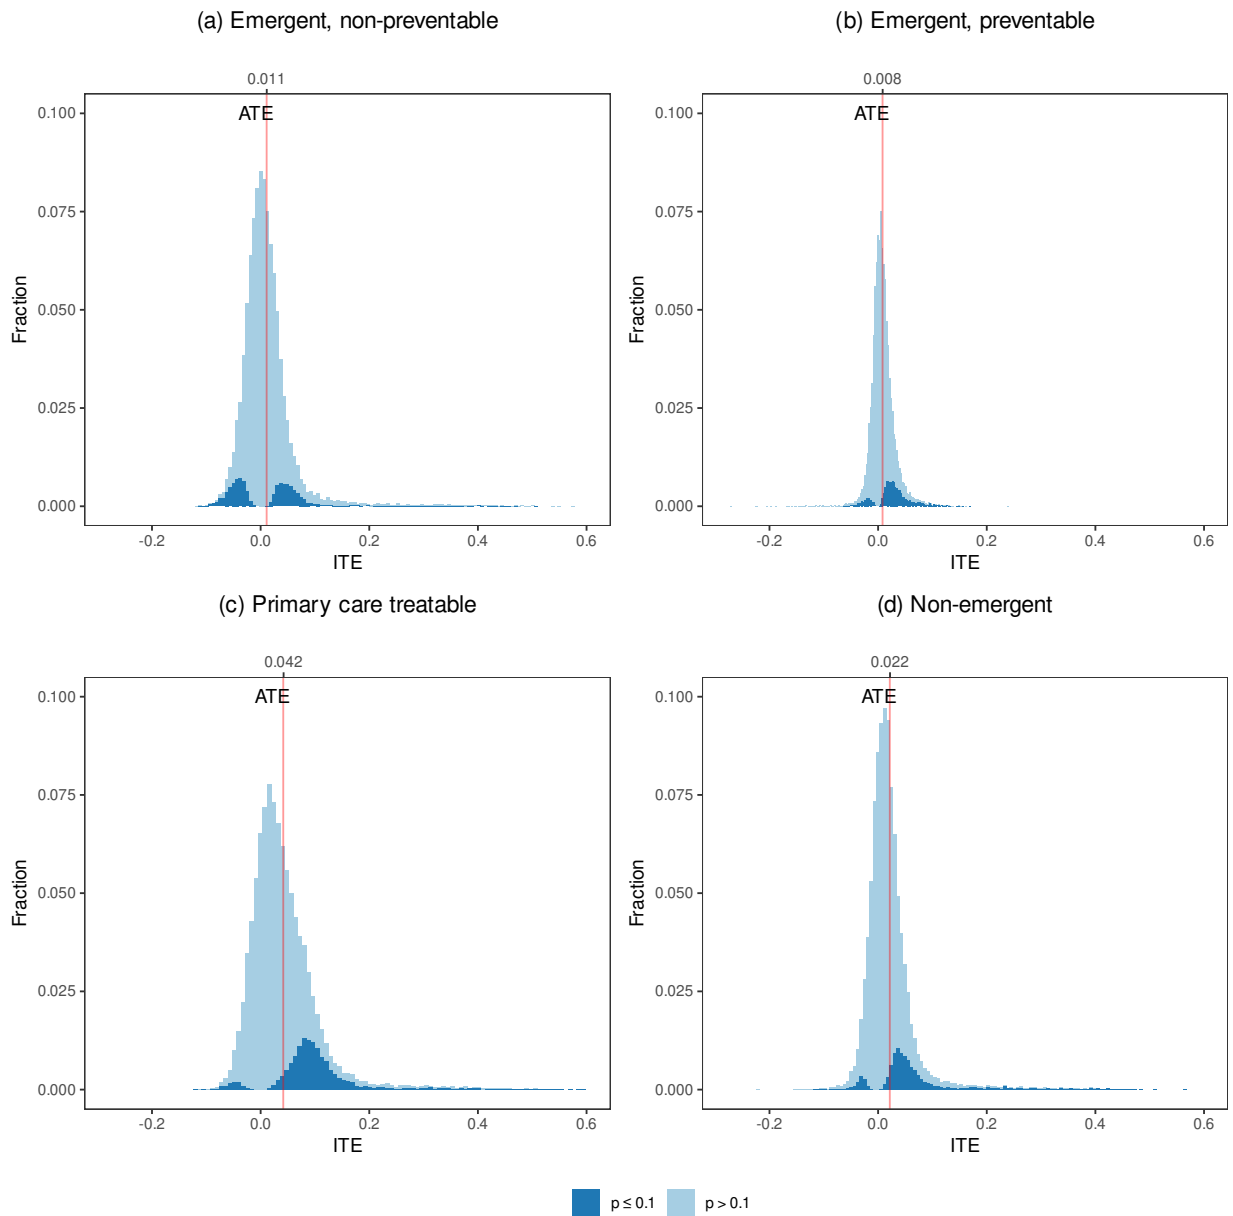 (a) Emergent, non-preventable
0.011
ATE
0.100
0.075
0.050
0.025
0.000
Fraction
-0.2 0.0 0.2 0.4 0.6
ITE
(b) Emergent, preventable
0.008
ATE
0.100
0.075
0.050
0.025
0.000
Fraction
-0.2 0.0 0.2 0.4 0.6
ITE
(c) Primary care treatable
0.042
ATE
0.100
0.075
0.050
0.025
0.000
Fraction
-0.2 0.0 0.2 0.4 0.6
ITE
(d) Non-emergent
0.022
ATE
0.100
0.075
0.050
0.025
0.000
Fraction
-0.2 0.0 0.2 0.4 0.6
ITE
p ≤ 0.1 p > 0.1